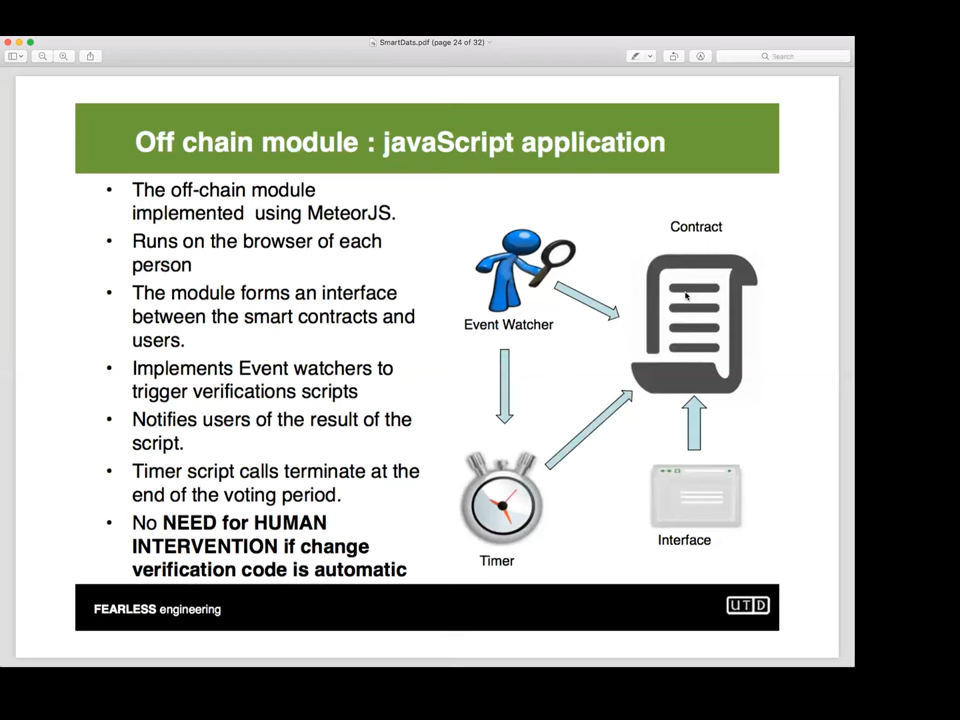 SmartDats.pdf (page 24 of 32)
Search
Off chain module : javaScript application
• The off-chain module
implemented using MeteorJS.
• Runs on the browser of each
person
• The module forms an interface
between the smart contracts and
users.
• Implements Event watchers to
trigger verifications scripts
• Notifies users of the result of the
script.
• Timer script calls terminate at the
end of the voting period.
• No NEED for HUMAN
INTERVENTION if change
verification code is automatic
Contract
Event Watcher
Timer
Interface
FEARLESS engineering
UTD